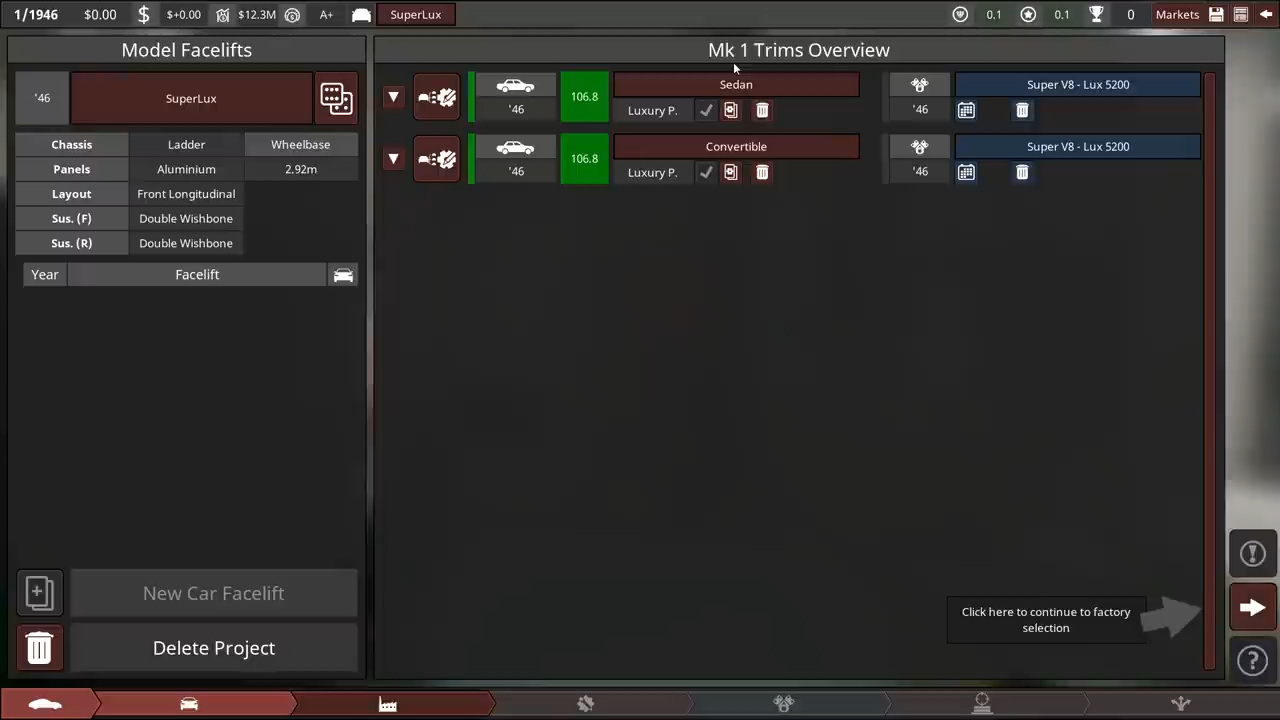 1/1946 $0.00 $+0.00 $12.3M A+ SuperLux 0.1 0.1 0 Markets
Model Facelifts
'46 SuperLux
Chassis Ladder Wheelbase
Panels Aluminium 2.92m
Layout Front Longitudinal
Sus. (F) Double Wishbone
Sus. (R) Double Wishbone
Year Facelift
New Car Facelift
Delete Project
Mk 1 Trims Overview
106.8 Sedan Super V8 - Lux 5200
'46 Luxury P. '46
106.8 Convertible Super V8 - Lux 5200
'46 Luxury P. '46
Click here to continue to factory
selection